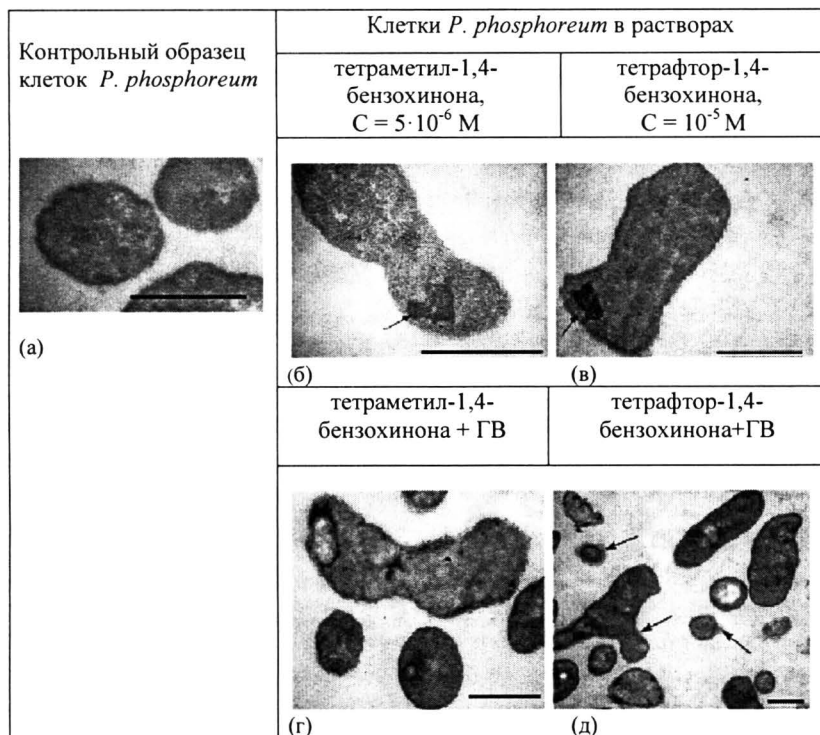 Контрольный образец
клеток P. phosphoreum
Клетки P. phosphoreum в растворах
тетраметил-1,4-
бензохинона,
С = 5·10⁻⁶ М
тетрафтор-1,4-
бензохинона,
С = 10⁻⁵ М
(а)
(б)
(в)
тетраметил-1,4-
бензохинона + ГВ
тетрафтор-1,4-
бензохинона+ГВ
(г)
(д)